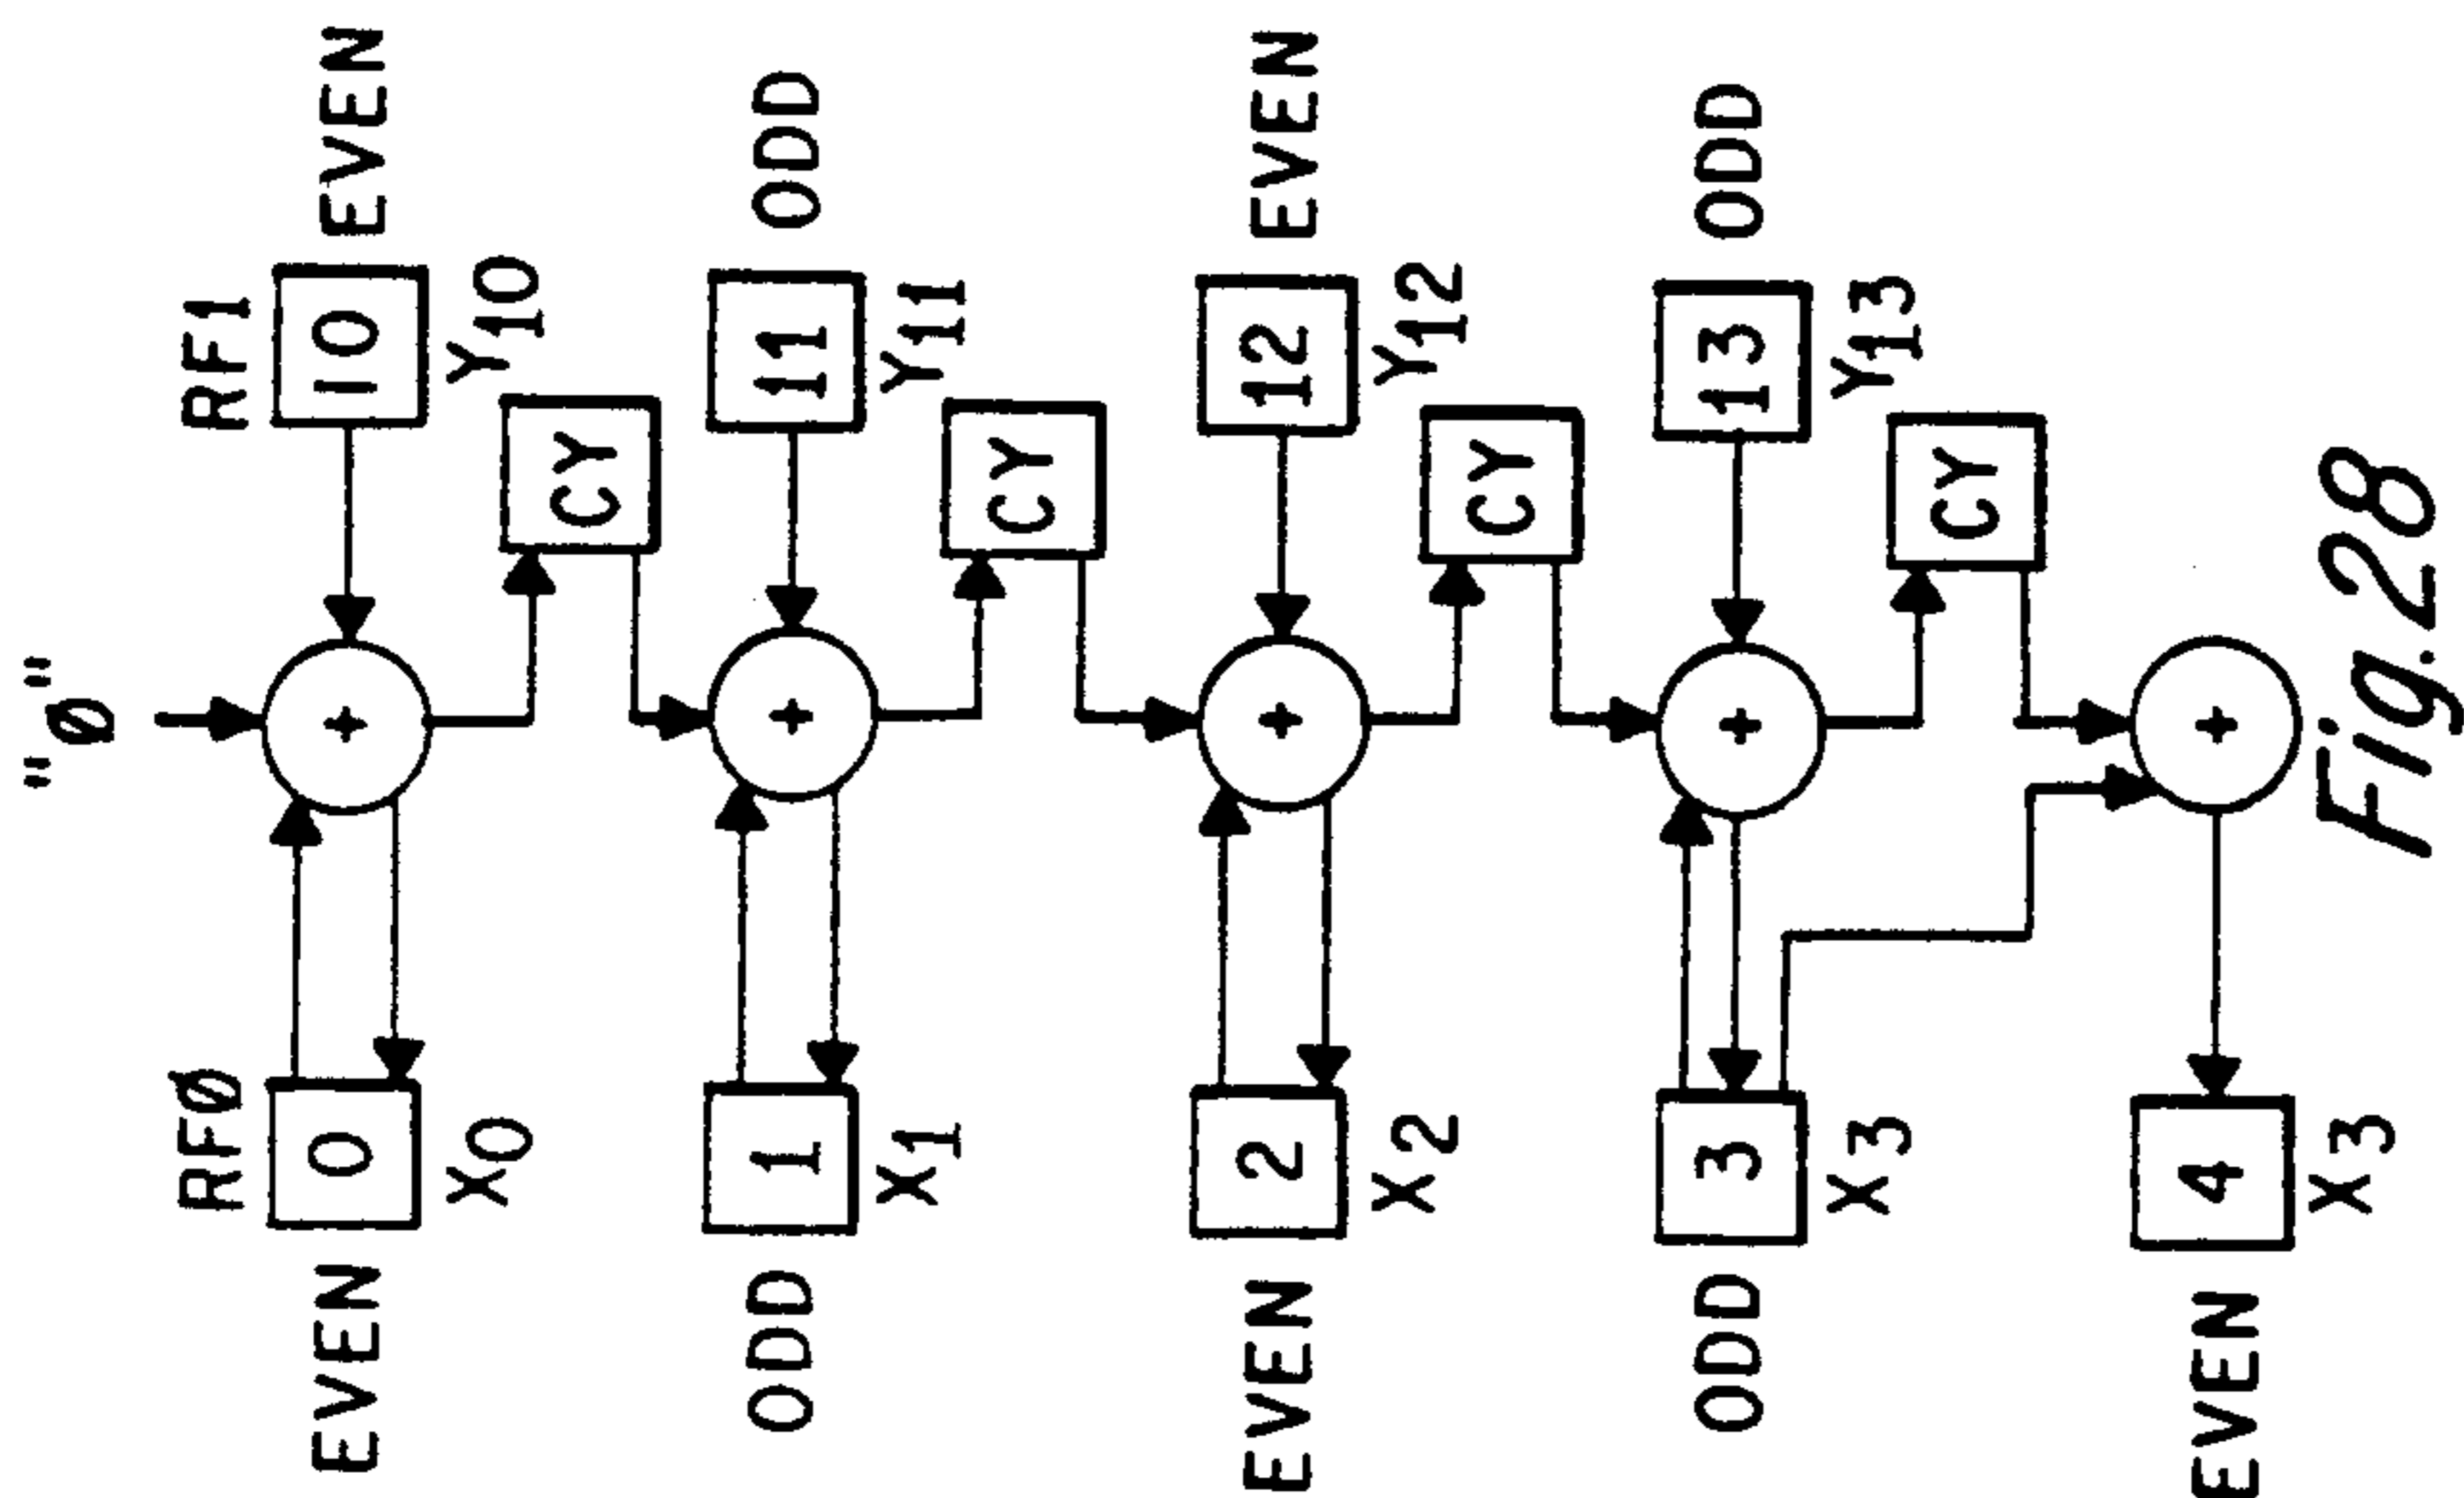 "Ø"
RFØ RF1
EVEN 0 + 10 EVEN
X0 Y10
CY
ODD 1 + 11 ODD
X1 Y11
CY
EVEN 2 + 12 EVEN
X2 Y12
CY
ODD 3 + 13 ODD
X3 Y13
CY
EVEN 4 +
X3
Fig. 28